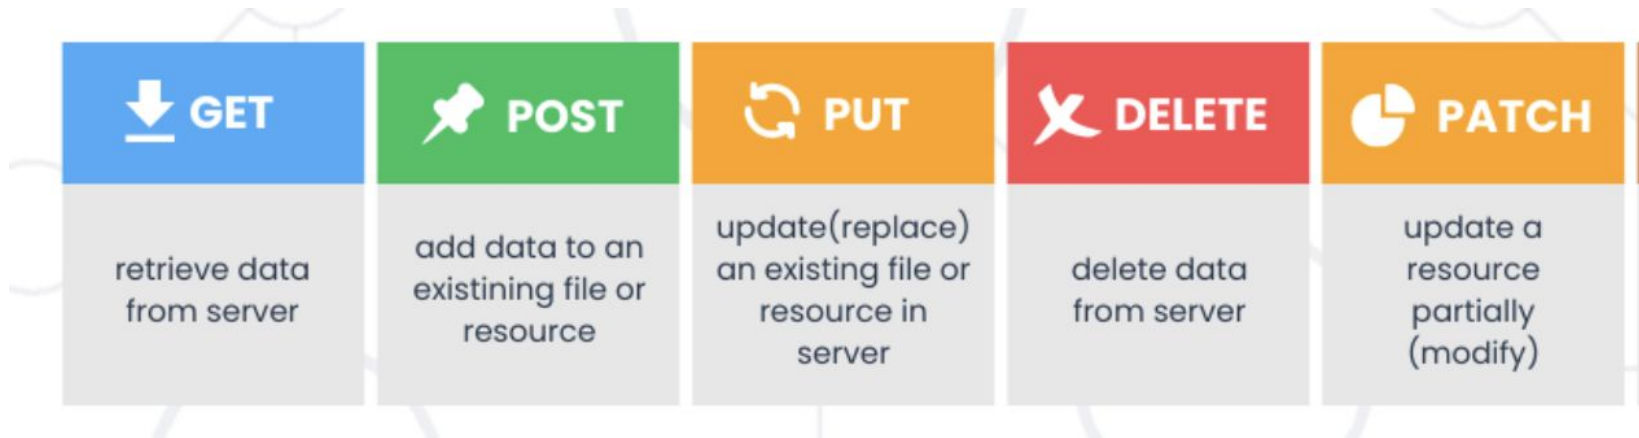 GET
retrieve data
from server
POST
add data to an
existining file or
resource
PUT
update(replace)
an existing file or
resource in
server
DELETE
delete data
from server
PATCH
update a
resource
partially
(modify)